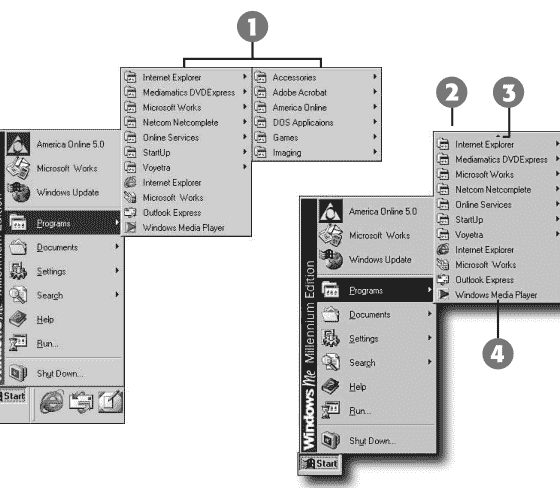 1
Internet Explorer
Mediamatics DVDExpress
Microsoft Works
Netcom Netcomplete
Online Services
StartUp
Voyetra
Internet Explorer
Microsoft Works
Outlook Express
Windows Media Player
Accessories
Adobe Acrobat
America Online
DOS Applicaions
Games
Imaging
America Online 5.0
Microsoft Works
Windows Update
Programs
Documents
Settings
Search
Help
Run...
Shut Down...
Start
2
3
Internet Explorer
Mediamatics DVDExpress
Microsoft Works
Netcom Netcomplete
Online Services
StartUp
Voyetra
Internet Explorer
Microsoft Works
Outlook Express
Windows Media Player
4
America Online 5.0
Microsoft Works
Windows Update
Programs
Documents
Settings
Search
Help
Run...
Shut Down...
Windows Me Millennium Edition
Start